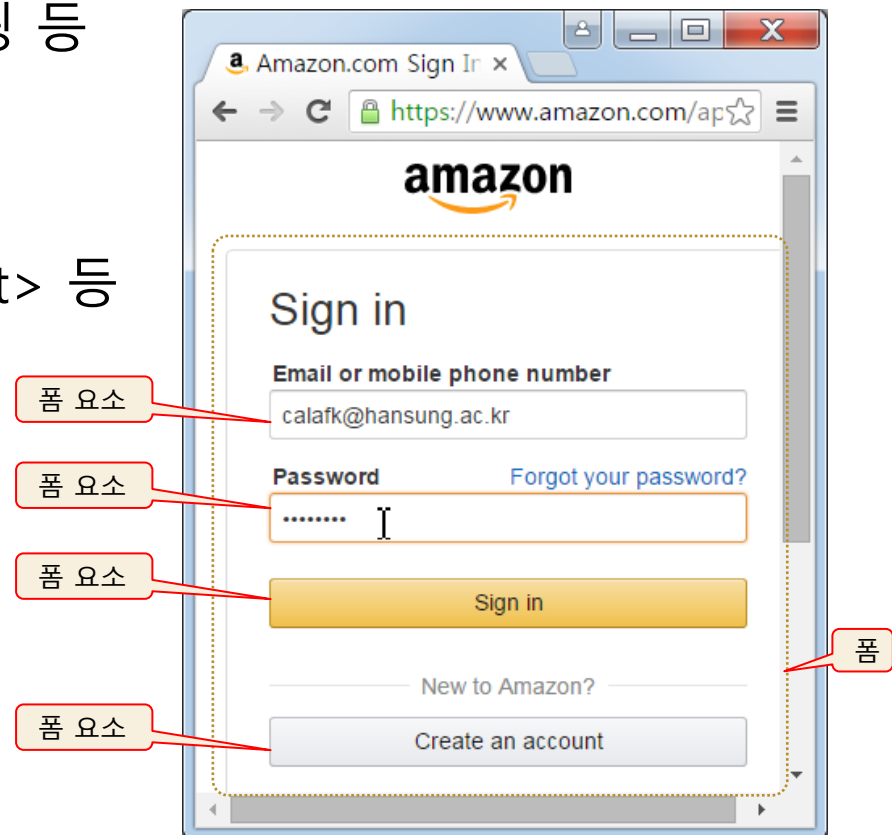 등
Amazon.com Sign In
https://www.amazon.com/ap
amazon
t> 등
Sign in
Email or mobile phone number
폼 요소
calafk@hansung.ac.kr
Password Forgot your password?
폼 요소
••••••••
폼 요소
Sign in
폼
New to Amazon?
폼 요소
Create an account